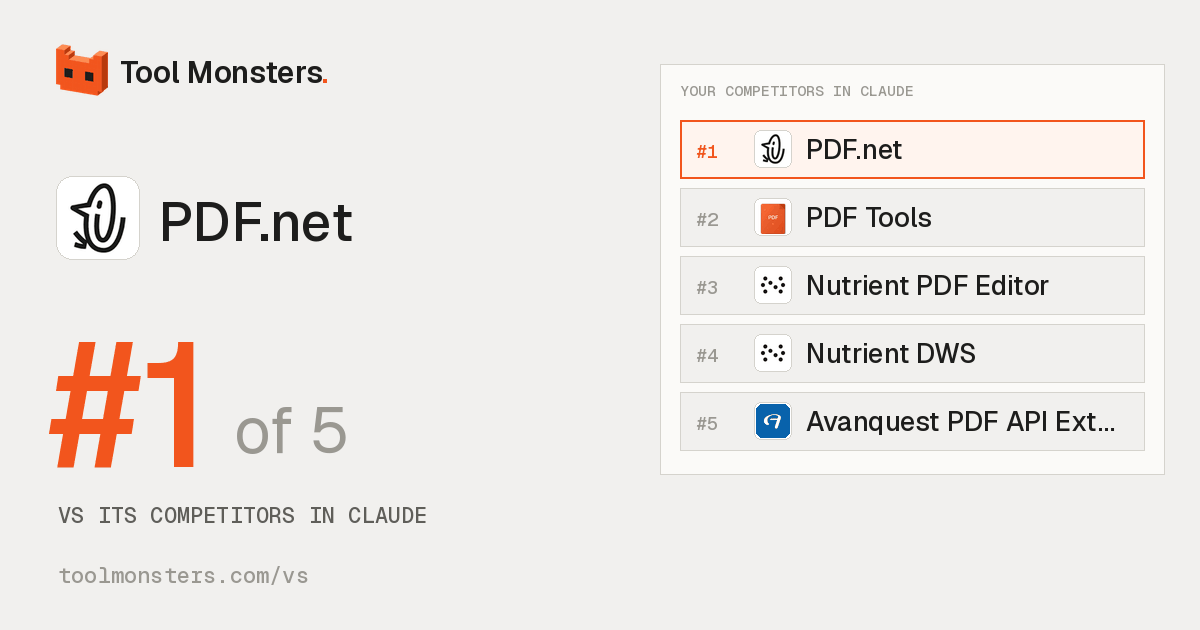 Tool Monsters.
PDF.net
#1 of 5
VS ITS COMPETITORS IN CLAUDE
toolmonsters.com/vs
YOUR COMPETITORS IN CLAUDE
#1 PDF.net
#2 PDF PDF Tools
#3 Nutrient PDF Editor
#4 Nutrient DWS
#5 Avanquest PDF API Ext...